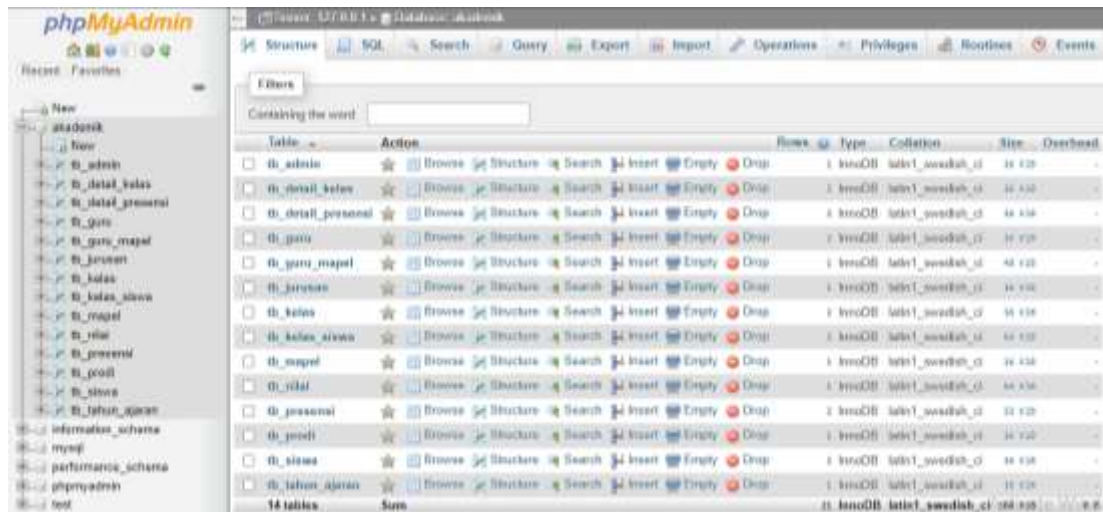 phpMyAdmin
Recent Favorites
New
akademik
New
tb_admin
tb_detail_kelas
tb_detail_presensi
tb_guru
tb_guru_mapel
tb_jurusan
tb_kelas
tb_kelas_siswa
tb_mapel
tb_nilai
tb_presensi
tb_prodi
tb_siswa
tb_tahun_ajaran
information_schema
mysql
performance_schema
phpmyadmin
test
Server: 127.0.0.1 » Database: akademik
Structure SQL Search Query Export Import Operations Privileges Routines Events
Filters
Containing the word
Table Action Rows Type Collation Size Overhead
tb_admin Browse Structure Search Insert Empty Drop InnoDB latin1_swedish_ci
tb_detail_kelas Browse Structure Search Insert Empty Drop InnoDB latin1_swedish_ci
tb_detail_presensi Browse Structure Search Insert Empty Drop InnoDB latin1_swedish_ci
tb_guru Browse Structure Search Insert Empty Drop InnoDB latin1_swedish_ci
tb_guru_mapel Browse Structure Search Insert Empty Drop InnoDB latin1_swedish_ci
tb_jurusan Browse Structure Search Insert Empty Drop InnoDB latin1_swedish_ci
tb_kelas Browse Structure Search Insert Empty Drop InnoDB latin1_swedish_ci
tb_kelas_siswa Browse Structure Search Insert Empty Drop InnoDB latin1_swedish_ci
tb_mapel Browse Structure Search Insert Empty Drop InnoDB latin1_swedish_ci
tb_nilai Browse Structure Search Insert Empty Drop InnoDB latin1_swedish_ci
tb_presensi Browse Structure Search Insert Empty Drop InnoDB latin1_swedish_ci
tb_prodi Browse Structure Search Insert Empty Drop InnoDB latin1_swedish_ci
tb_siswa Browse Structure Search Insert Empty Drop InnoDB latin1_swedish_ci
tb_tahun_ajaran Browse Structure Search Insert Empty Drop InnoDB latin1_swedish_ci
14 tables Sum InnoDB latin1_swedish_ci